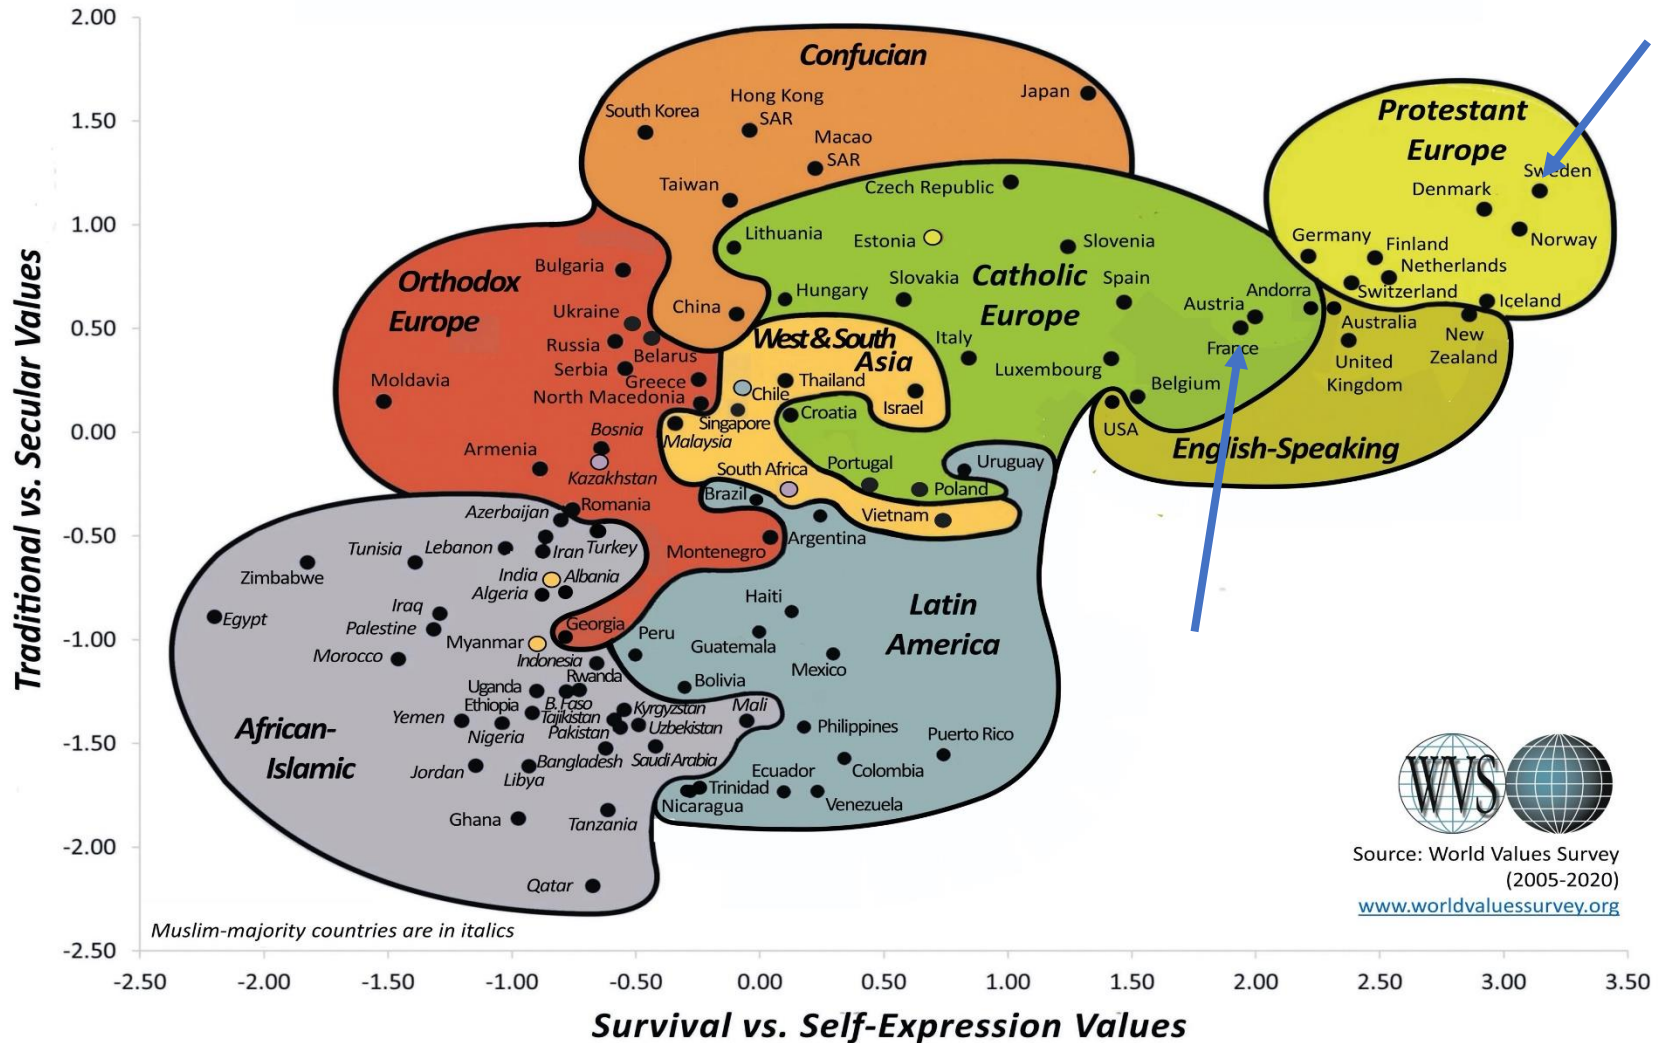 2.00
Confucian
Japan
Hong Kong
SAR
South Korea
Protestant
Europe
1.50
Macao
SAR
Sweden
Taiwan
Czech Republic
Denmark
1.00
Lithuania
Estonia
Slovenia
Germany
Finland
Norway
Bulgaria
Orthodox
Europe
Slovakia
Catholic
Europe
Spain
Netherlands
Hungary
Andorra
Switzerland
Iceland
China
Ukraine
Austria
0.50
Russia
Belarus
West & South
Asia
Italy
France
Australia
New
Zealand
Serbia
Luxembourg
United
Kingdom
Moldavia
Greece
Thailand
North Macedonia
Chile
Belgium
Israel
Singapore
Croatia
0.00
Bosnia
Malaysia
USA
English-Speaking
Armenia
Kazakhstan
South Africa
Portugal
Uruguay
Brazil
Poland
Romania
Azerbaijan
Vietnam
-0.50
Tunisia
Lebanon
Iran
Turkey
Montenegro
Argentina
Zimbabwe
India
Albania
Algeria
Haiti
Latin
America
Iraq
Egypt
Palestine
Georgia
Peru
-1.00
Myanmar
Guatemala
Morocco
Indonesia
Mexico
Rwanda
Bolivia
Uganda
Ethiopia
B. Faso
Kyrgyzstan
Mali
Yemen
Tajikistan
Nigeria
Pakistan
Uzbekistan
Philippines
African-
Islamic
-1.50
Puerto Rico
Bangladesh
Saudi Arabia
Jordan
Libya
Ecuador
Colombia
Trinidad
Nicaragua
Venezuela
Ghana
Tanzania
-2.00
Qatar
Muslim-majority countries are in italics
-2.50
WVS
Source: World Values Survey
(2005-2020)
www.worldvaluessurvey.org
-2.50 -2.00 -1.50 -1.00 -0.50 0.00 0.50 1.00 1.50 2.00 2.50 3.00 3.50
Survival vs. Self-Expression Values
Traditional vs. Secular Values